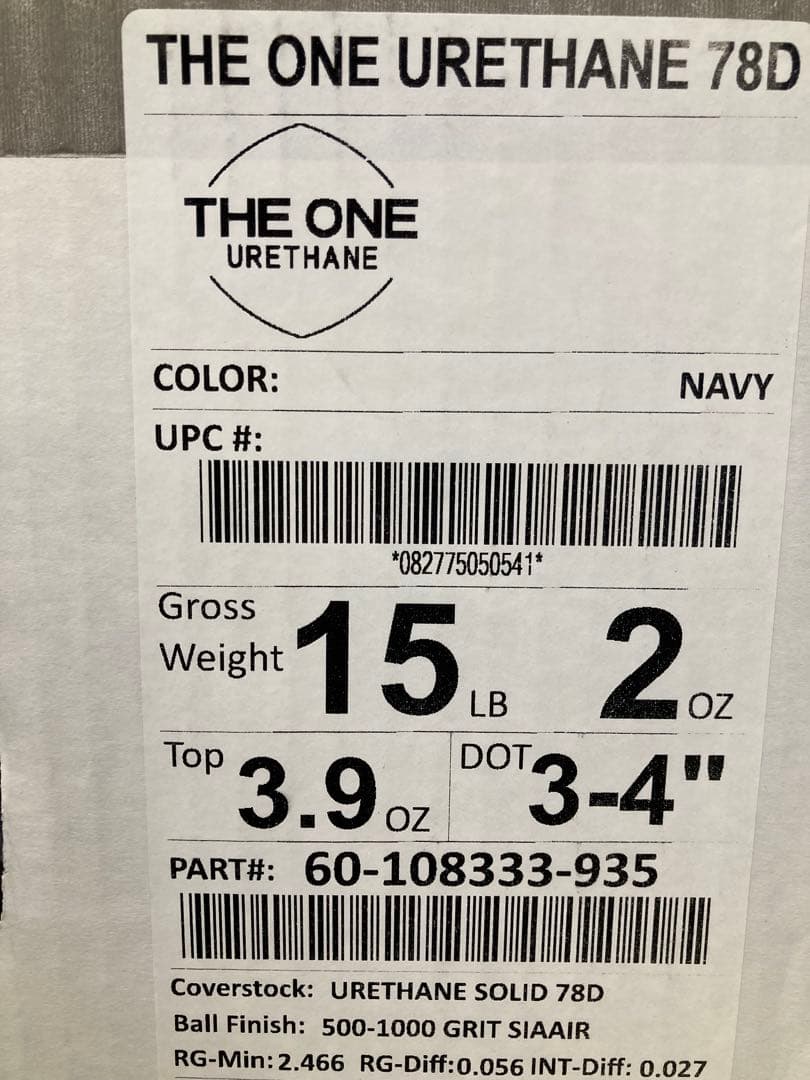 THE ONE URETHANE 78D
THE ONE
URETHANE
COLOR: NAVY
UPC #:
*082775050541*
Gross Weight 15 LB 2 OZ
Top 3.9 OZ DOT 3-4"
PART#: 60-108333-935
Coverstock: URETHANE SOLID 78D
Ball Finish: 500-1000 GRIT SIAAIR
RG-Min: 2.466 RG-Diff: 0.056 INT-Diff: 0.027